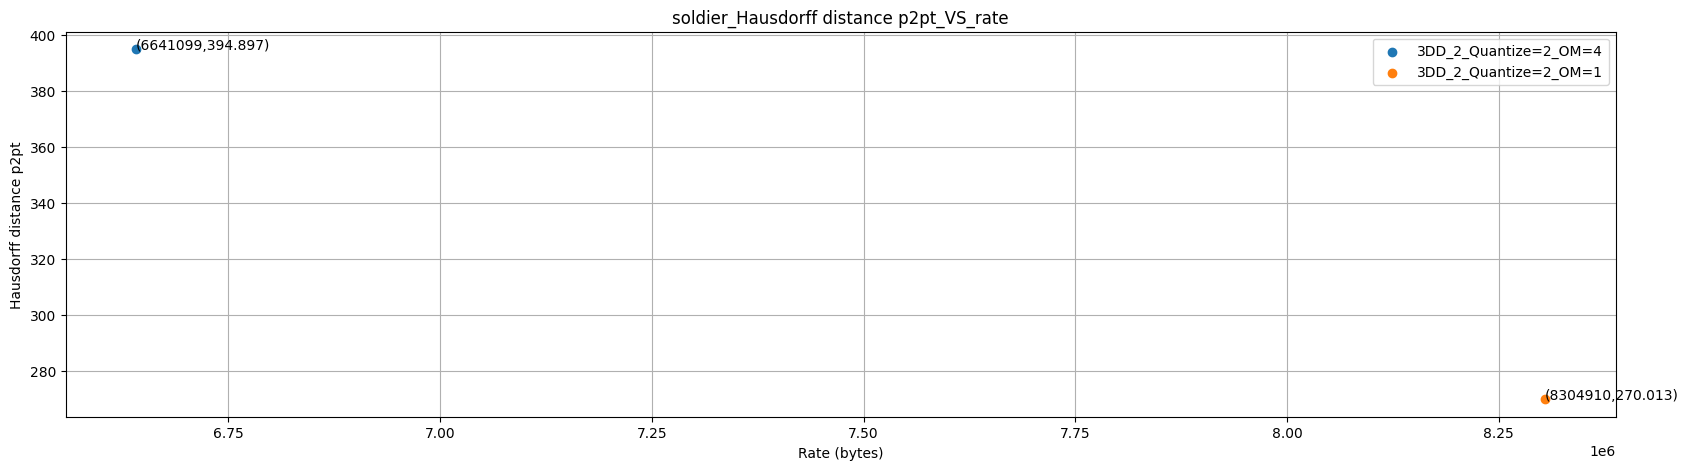 soldier_Hausdorff distance p2pt_VS_rate
400
380
360
340
320
300
280
Hausdorff distance p2pt
(6641099,394.897)
3DD_2_Quantize=2_OM=4
3DD_2_Quantize=2_OM=1
(8304910,270.013)
6.75 7.00 7.25 7.50 7.75 8.00 8.25
1e6
Rate (bytes)